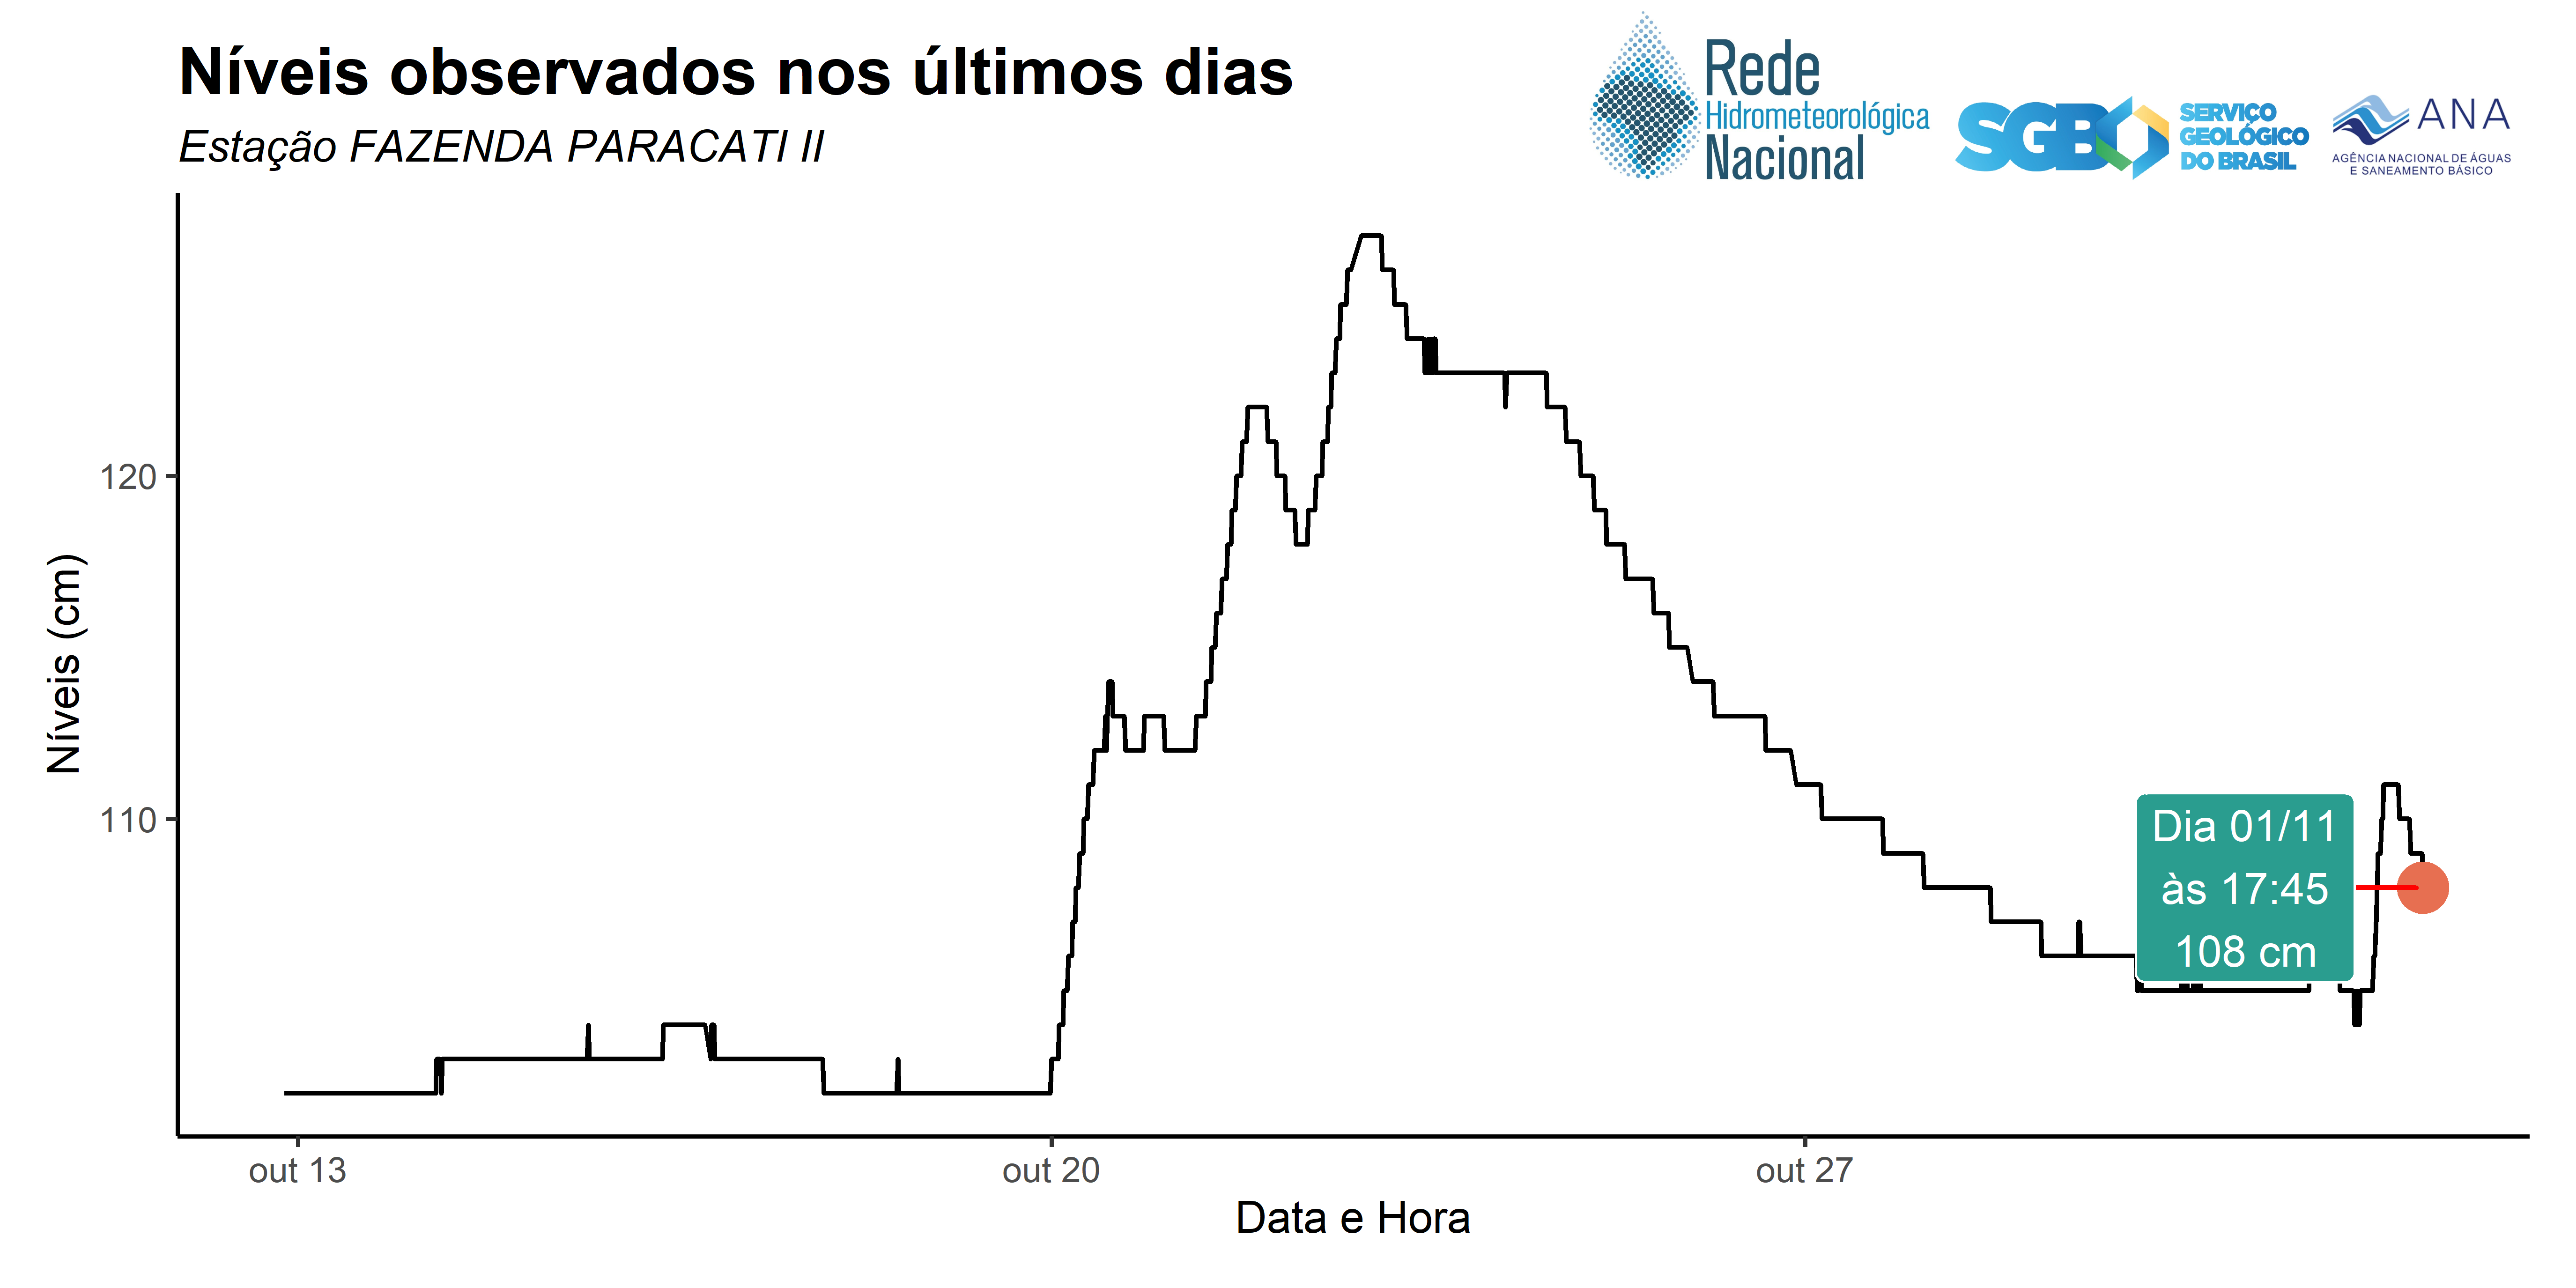 Níveis observados nos últimos dias
Estação FAZENDA PARACATI II
Rede
Hidrometeorológica
Nacional
SGB
SERVIÇO
GEOLÓGICO
DO BRASIL
ANA
AGÊNCIA NACIONAL DE ÁGUAS
E SANEAMENTO BÁSICO
Níveis (cm)
120
110
Dia 01/11
às 17:45
108 cm
out 13
out 20
out 27
Data e Hora